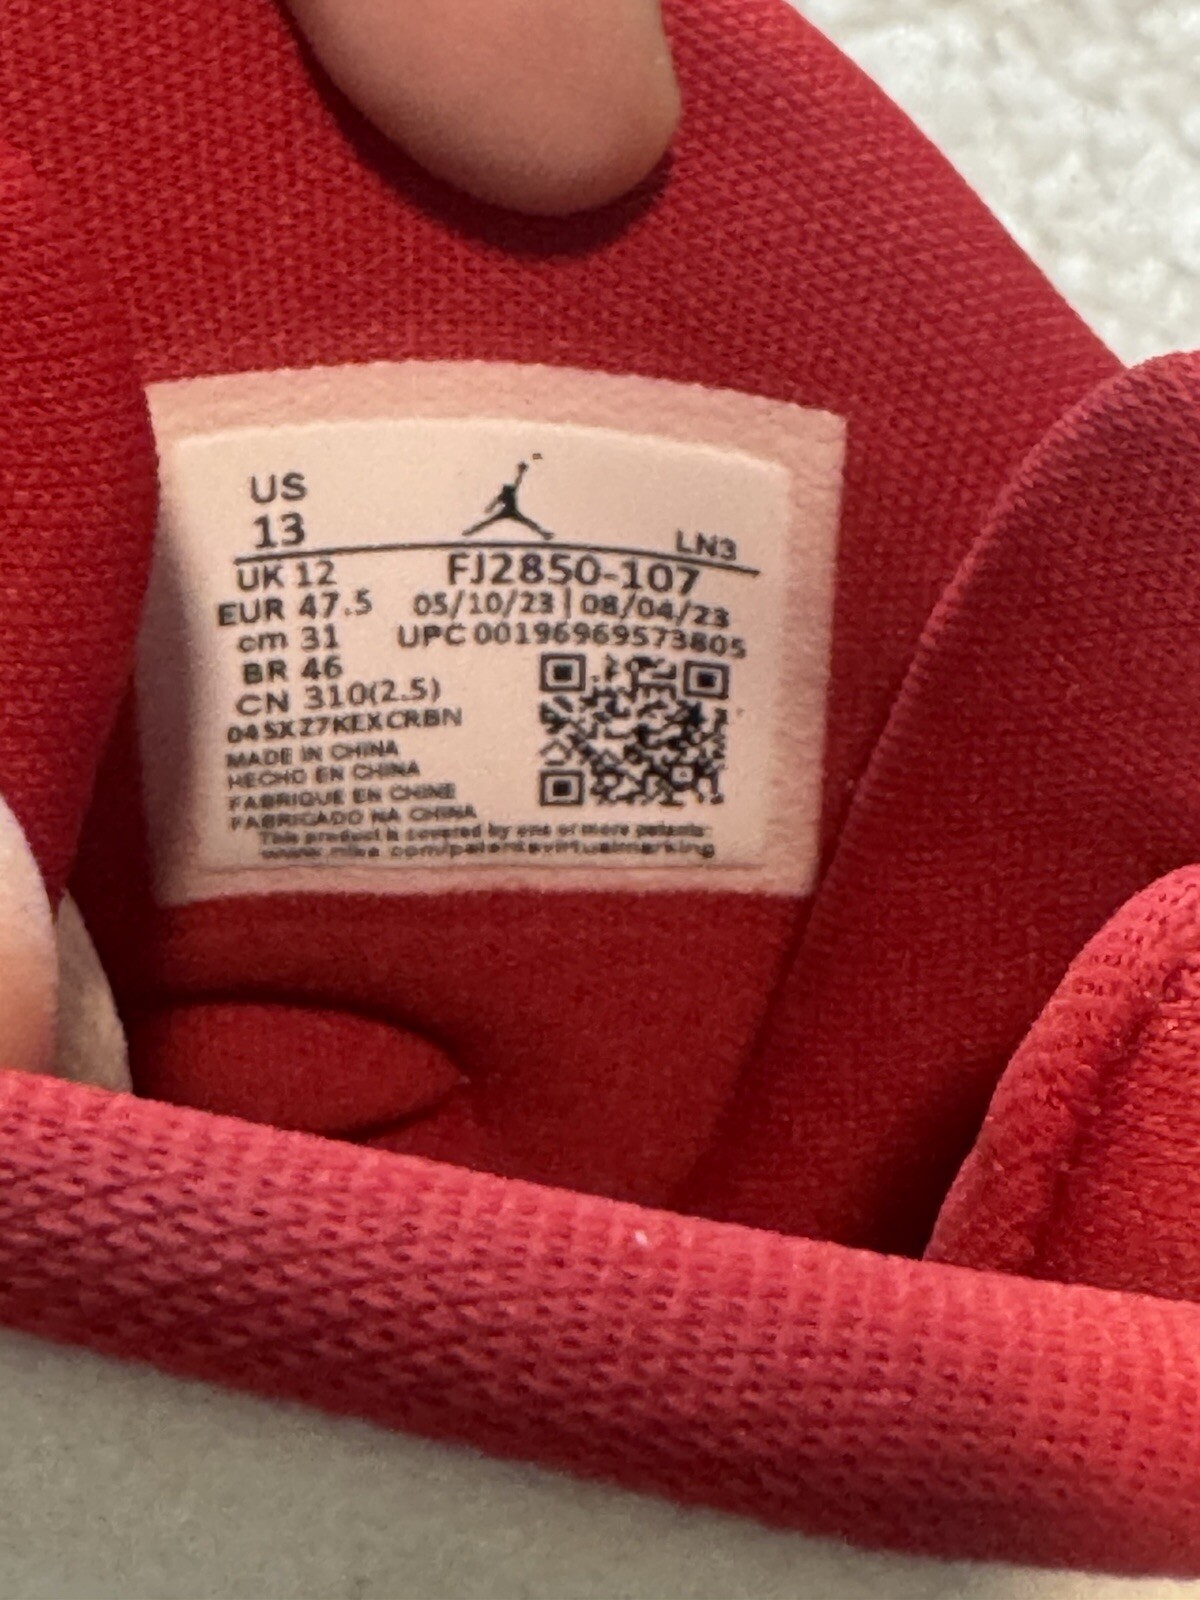 US
13
LN3
UK 12
FJ2850-107
EUR 47.5
05/10/23 | 08/04/23
cm 31
UPC 00196969573805
BR 46
CN 310(2.5)
04SXZ7KEXCRBN
MADE IN CHINA
HECHO EN CHINA
FABRIQUE EN CHINE
FABRICADO NA CHINA
This product is covered by one or more patents:
www.nike.com/patentsvirtualmarking